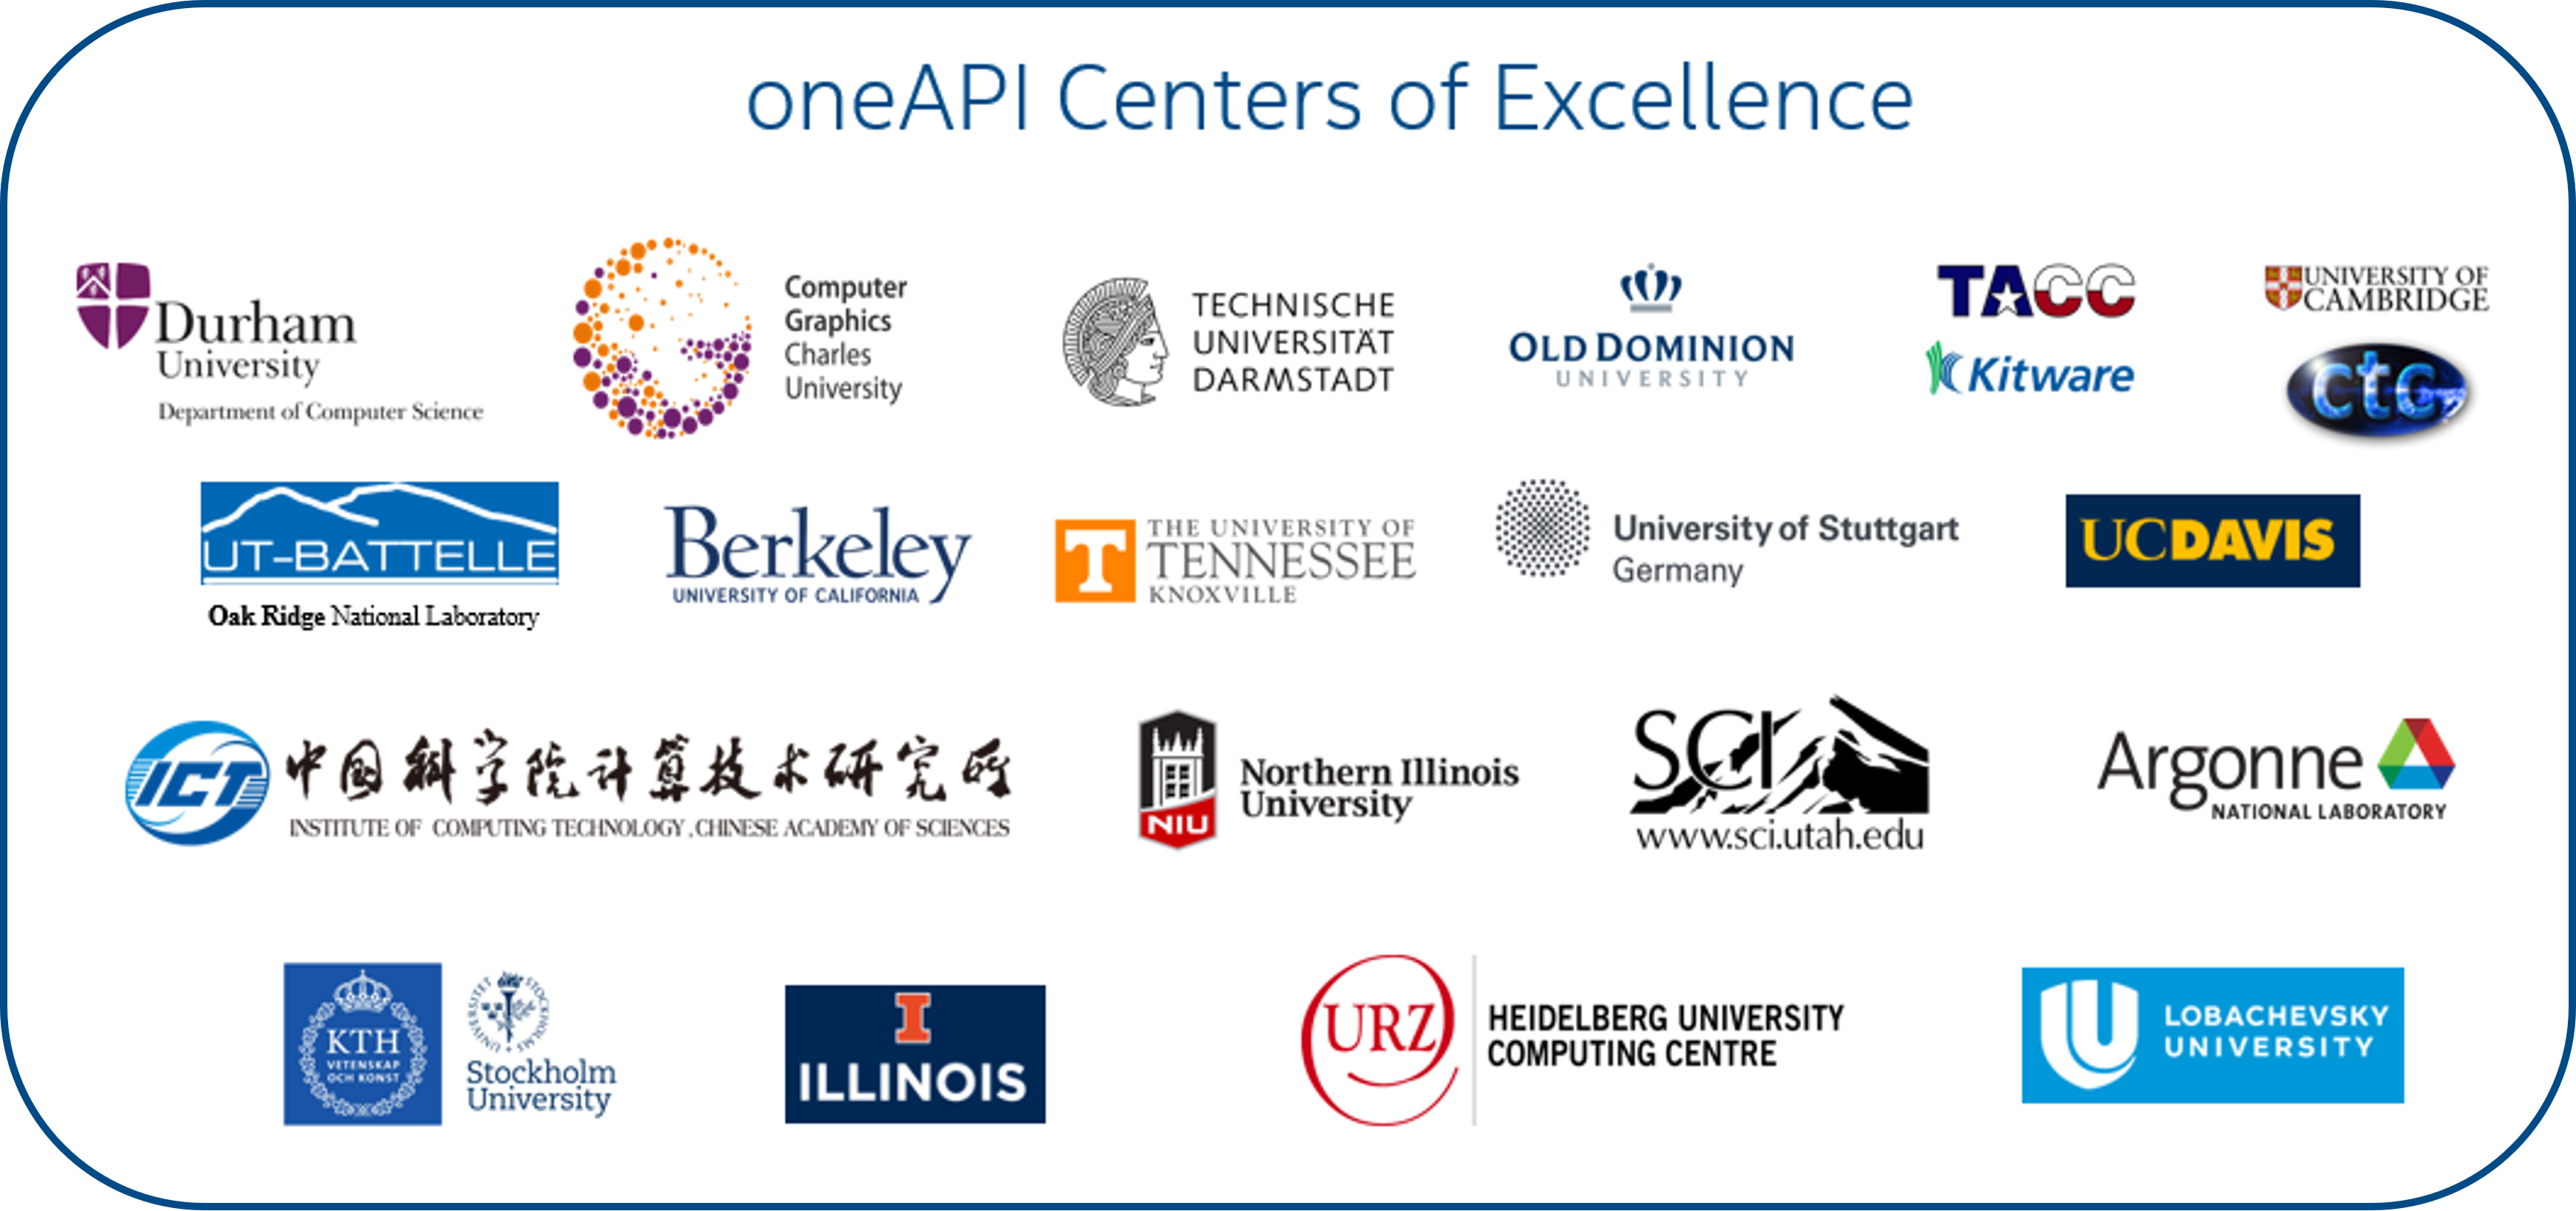 oneAPI Centers of Excellence
Durham
University
Department of Computer Science
Computer
Graphics
Charles
University
TECHNISCHE
UNIVERSITÄT
DARMSTADT
OLD DOMINION
UNIVERSITY
TACC
Kitware
UNIVERSITY OF
CAMBRIDGE
ctc
UT-BATTELLE
Oak Ridge National Laboratory
Berkeley
UNIVERSITY OF CALIFORNIA
T
THE UNIVERSITY OF
TENNESSEE
KNOXVILLE
University of Stuttgart
Germany
UCDAVIS
ICT
中国科学院计算技术研究所
INSTITUTE OF COMPUTING TECHNOLOGY, CHINESE ACADEMY OF SCIENCES
NIU
Northern Illinois
University
SCI
www.sci.utah.edu
Argonne
NATIONAL LABORATORY
KTH
VETENSKAP
OCH KONST
STOCKHOLMS UNIVERSITET
Stockholm
University
I
ILLINOIS
URZ
HEIDELBERG UNIVERSITY
COMPUTING CENTRE
LOBACHEVSKY
UNIVERSITY